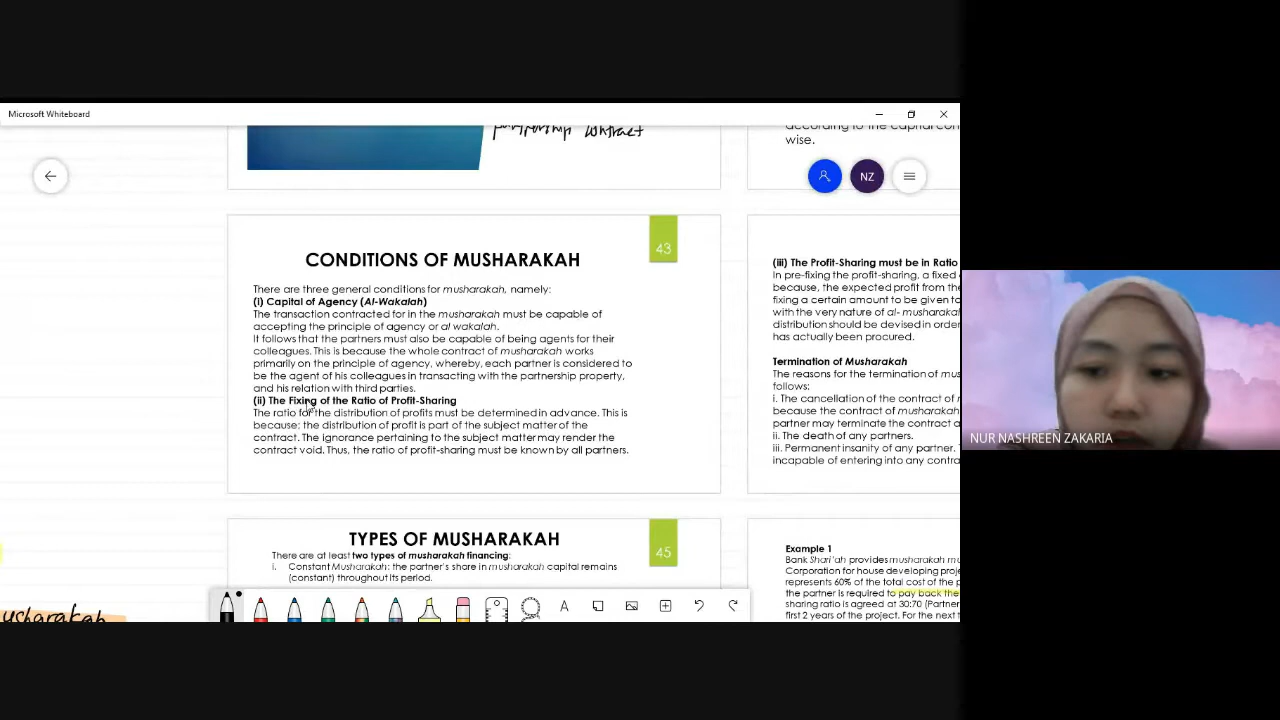 Microsoft Whiteboard
partnership contract
according to the capital con
wise.
NZ
43
CONDITIONS OF MUSHARAKAH
There are three general conditions for musharakah, namely:
(i) Capital of Agency (Al-Wakalah)
The transaction contracted for in the musharakah must be capable of
accepting the principle of agency or al wakalah.
It follows that the partners must also be capable of being agents for their
colleagues. This is because the whole contract of musharakah works
primarily on the principle of agency, whereby, each partner is considered to
be the agent of his colleagues in transacting with the partnership property,
and his relation with third parties.
(ii) The Fixing of the Ratio of Profit-Sharing
The ratio for the distribution of profits must be determined in advance. This is
because: the distribution of profit is part of the subject matter of the
contract. The ignorance pertaining to the subject matter may render the
contract void. Thus, the ratio of profit-sharing must be known by all partners.
(iii) The Profit-Sharing must be in Ratio
In pre-fixing the profit-sharing, a fixed
because, the expected profit from the
fixing a certain amount to be given to
with the very nature of al- musharakah
distribution should be devised in order
has actually been procured.
Termination of Musharakah
The reasons for the termination of mus
follows:
i. The cancellation of the contract
because the contract of musharakah
partner may terminate the contract
ii. The death of any partners.
iii. Permanent insanity of any partner.
incapable of entering into any contra
TYPES OF MUSHARAKAH
45
There are at least two types of musharakah financing:
i. Constant Musharakah: the partner's share in musharakah capital remains
(constant) throughout its period.
Example 1
Bank Shari'ah provides musharakah mu
Corporation for house developing proje
represents 60% of the total cost of the p
the partner is required to pay back the
sharing ratio is agreed at 30:70 (Partner
first 2 years of the project. For the next
usharakah
NUR NASHREEN ZAKARIA